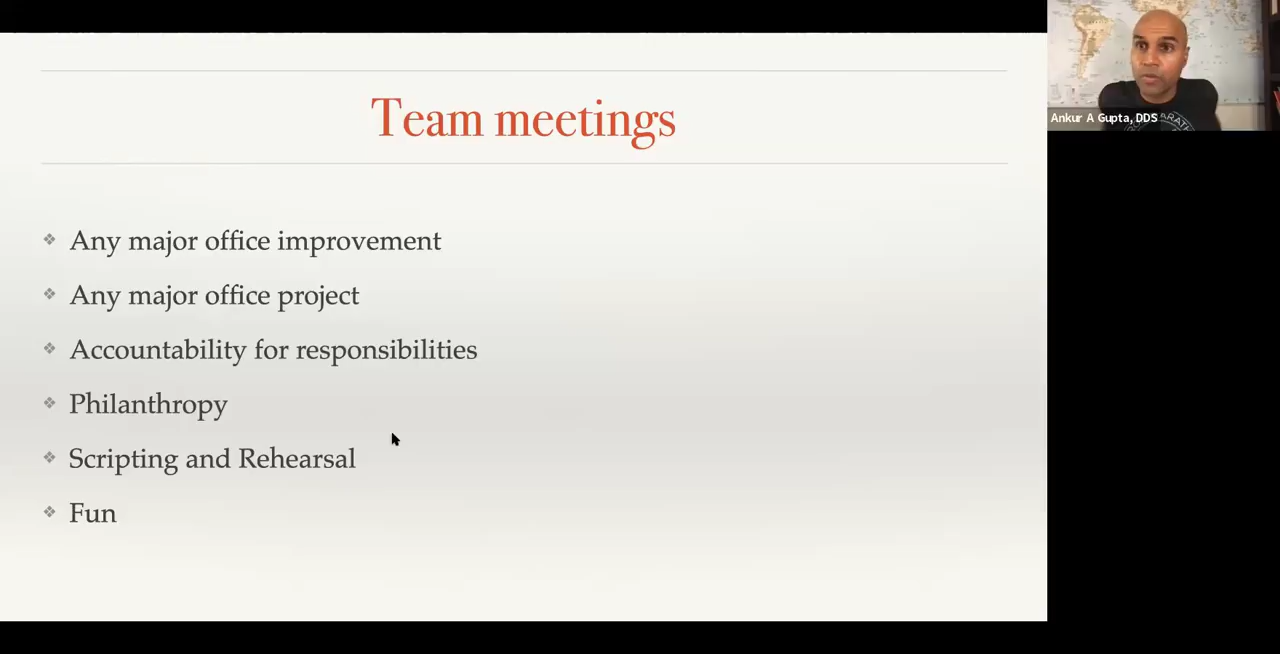 Team meetings
Any major office improvement
Any major office project
Accountability for responsibilities
Philanthropy
Scripting and Rehearsal
Fun
Ankur A Gupta, DDS